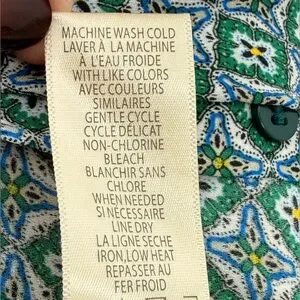 MACHINE WASH COLD
LAVER À LA MACHINE
À L'EAU FROIDE
WITH LIKE COLORS
AVEC COULEURS
SIMILAIRES
GENTLE CYCLE
CYCLE DÉLICAT
NON-CHLORINE
BLEACH
BLANCHIR SANS
CHLORE
WHEN NEEDED
SI NÉCESSAIRE
LINE DRY
LA LIGNE SECHE
IRON, LOW HEAT
REPASSER AU
FER FROID